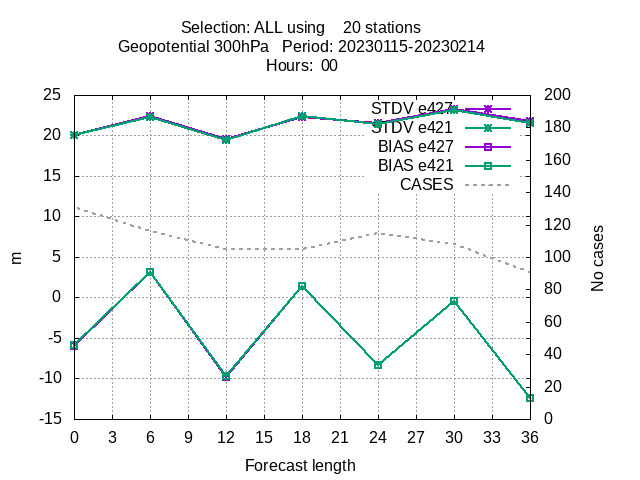 Selection: ALL using    20 stations
Geopotential 300hPa   Period: 20230115-20230214
Hours:  00
25
20
15
10
5
0
-5
-10
-15
m
200
180
160
140
120
100
80
60
40
20
0
No cases
STDV e427
STDV e421
BIAS e427
BIAS e421
CASES
0 3 6 9 12 15 18 21 24 27 30 33 36
Forecast length